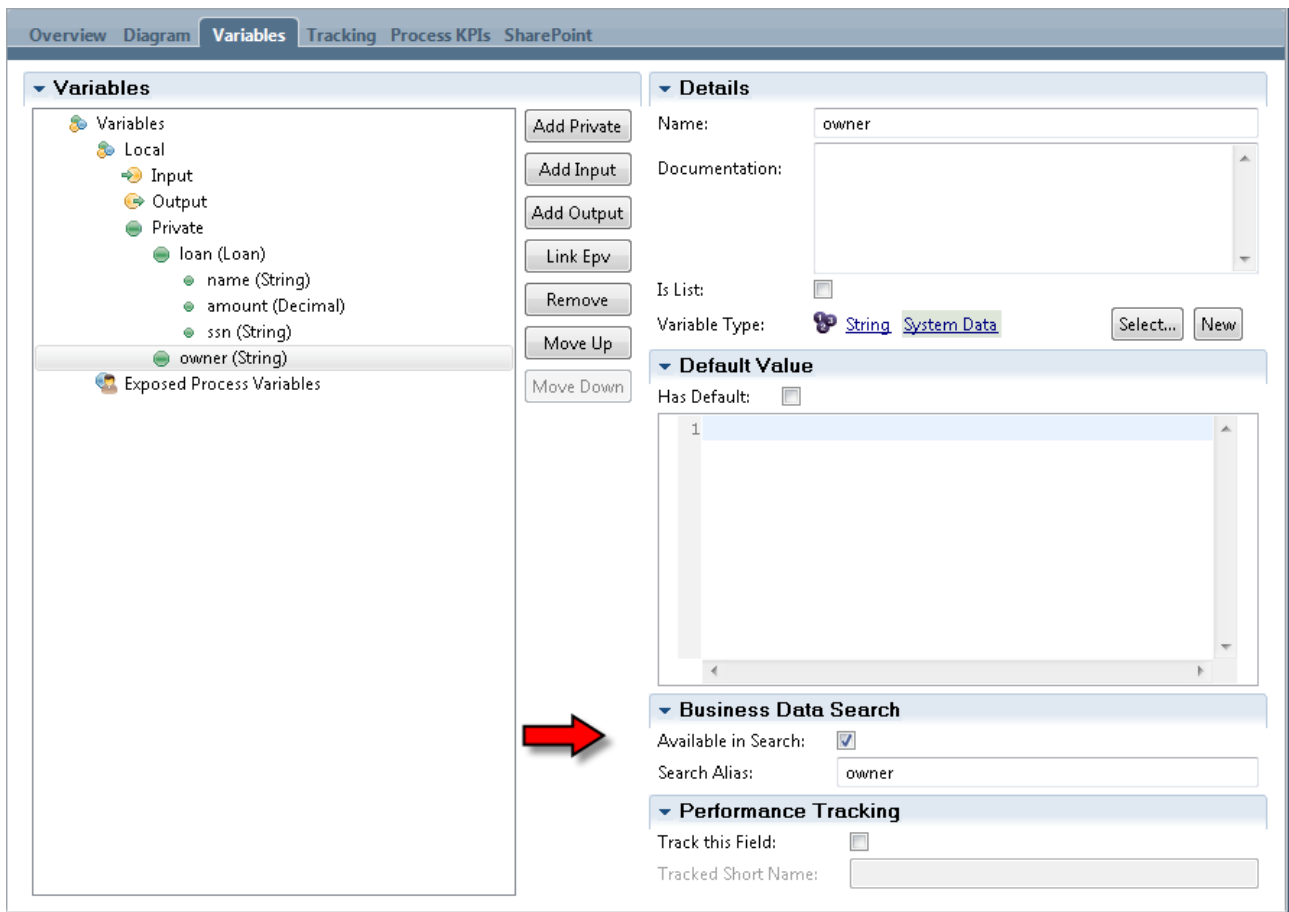 Overview Diagram Variables Tracking Process KPIs SharePoint
Variables
Variables
Local
Input
Output
Private
loan (Loan)
name (String)
amount (Decimal)
ssn (String)
owner (String)
Exposed Process Variables
Add Private
Add Input
Add Output
Link Epv
Remove
Move Up
Move Down
Details
Name: owner
Documentation:
Is List:
Variable Type: String System Data Select... New
Default Value
Has Default:
1
Business Data Search
Available in Search:
Search Alias: owner
Performance Tracking
Track this Field:
Tracked Short Name: